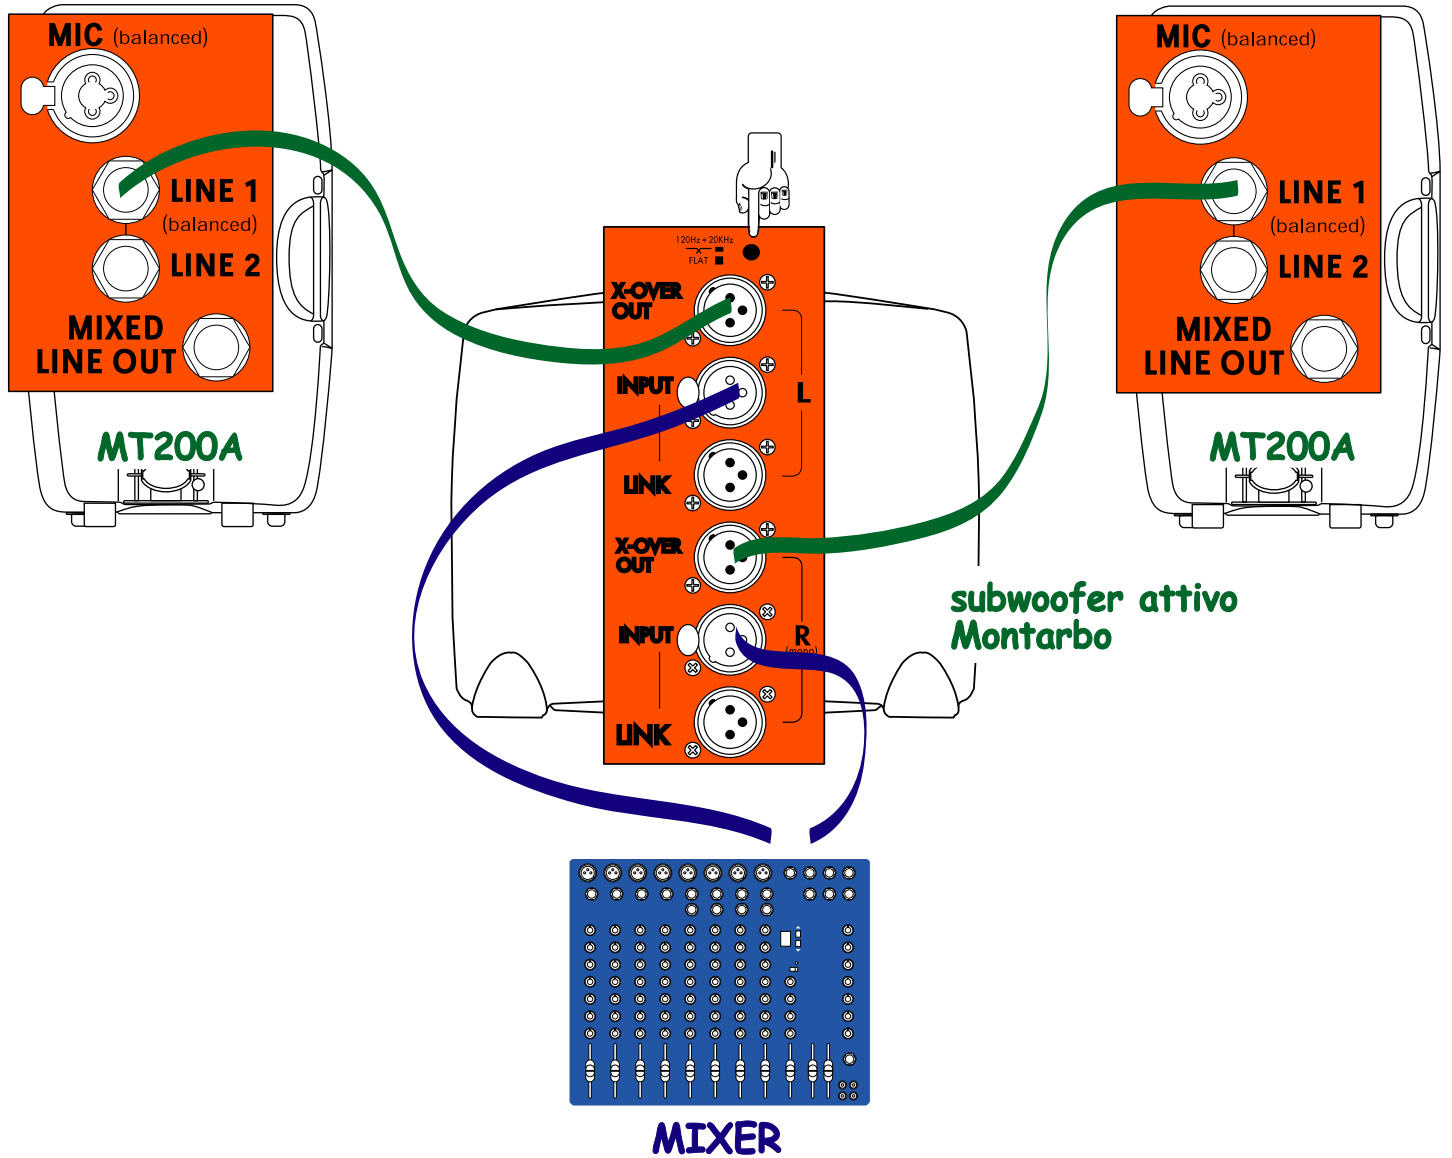 MIC (balanced)
LINE 1
(balanced)
LINE 2
MIXED
LINE OUT
MT200A
120Hz ÷ 20KHz
FLAT
X-OVER
OUT
INPUT
L
LINK
X-OVER
OUT
INPUT
R
(mono)
LINK
MIC (balanced)
LINE 1
(balanced)
LINE 2
MIXED
LINE OUT
MT200A
subwoofer attivo
Montarbo
MIXER